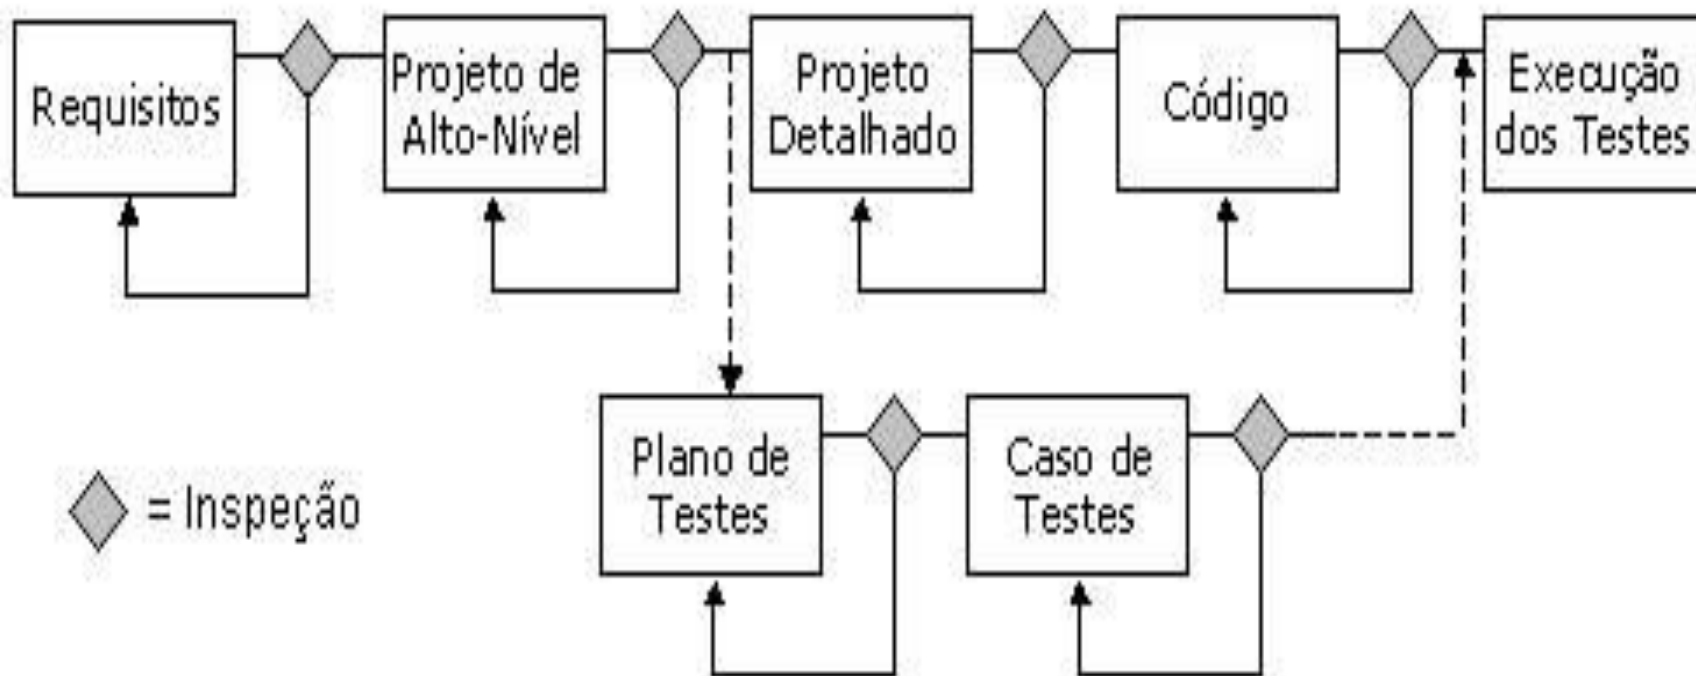 Requisitos
Projeto de
Alto-Nível
Projeto
Detalhado
Código
Execução
dos Testes
Plano de
Testes
Caso de
Testes
= Inspeção